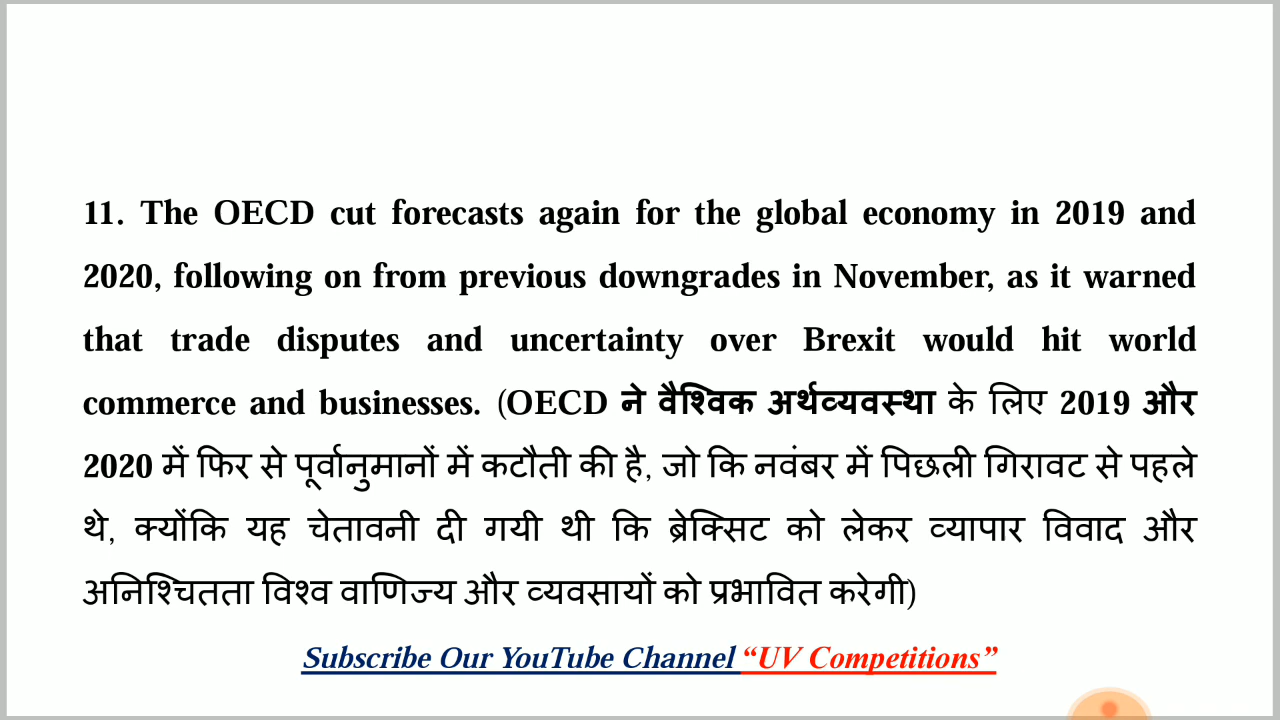 11. The OECD cut forecasts again for the global economy in 2019 and
2020, following on from previous downgrades in November, as it warned
that trade disputes and uncertainty over Brexit would hit world
commerce and businesses. (OECD ने वैश्विक अर्थव्यवस्था के लिए 2019 और
2020 में फिर से पूर्वानुमानों में कटौती की है, जो कि नवंबर में पिछली गिरावट से पहले
थे, क्योंकि यह चेतावनी दी गयी थी कि ब्रेक्सिट को लेकर व्यापार विवाद और
अनिश्चितता विश्व वाणिज्य और व्यवसायों को प्रभावित करेगी)
Subscribe Our YouTube Channel “UV Competitions”